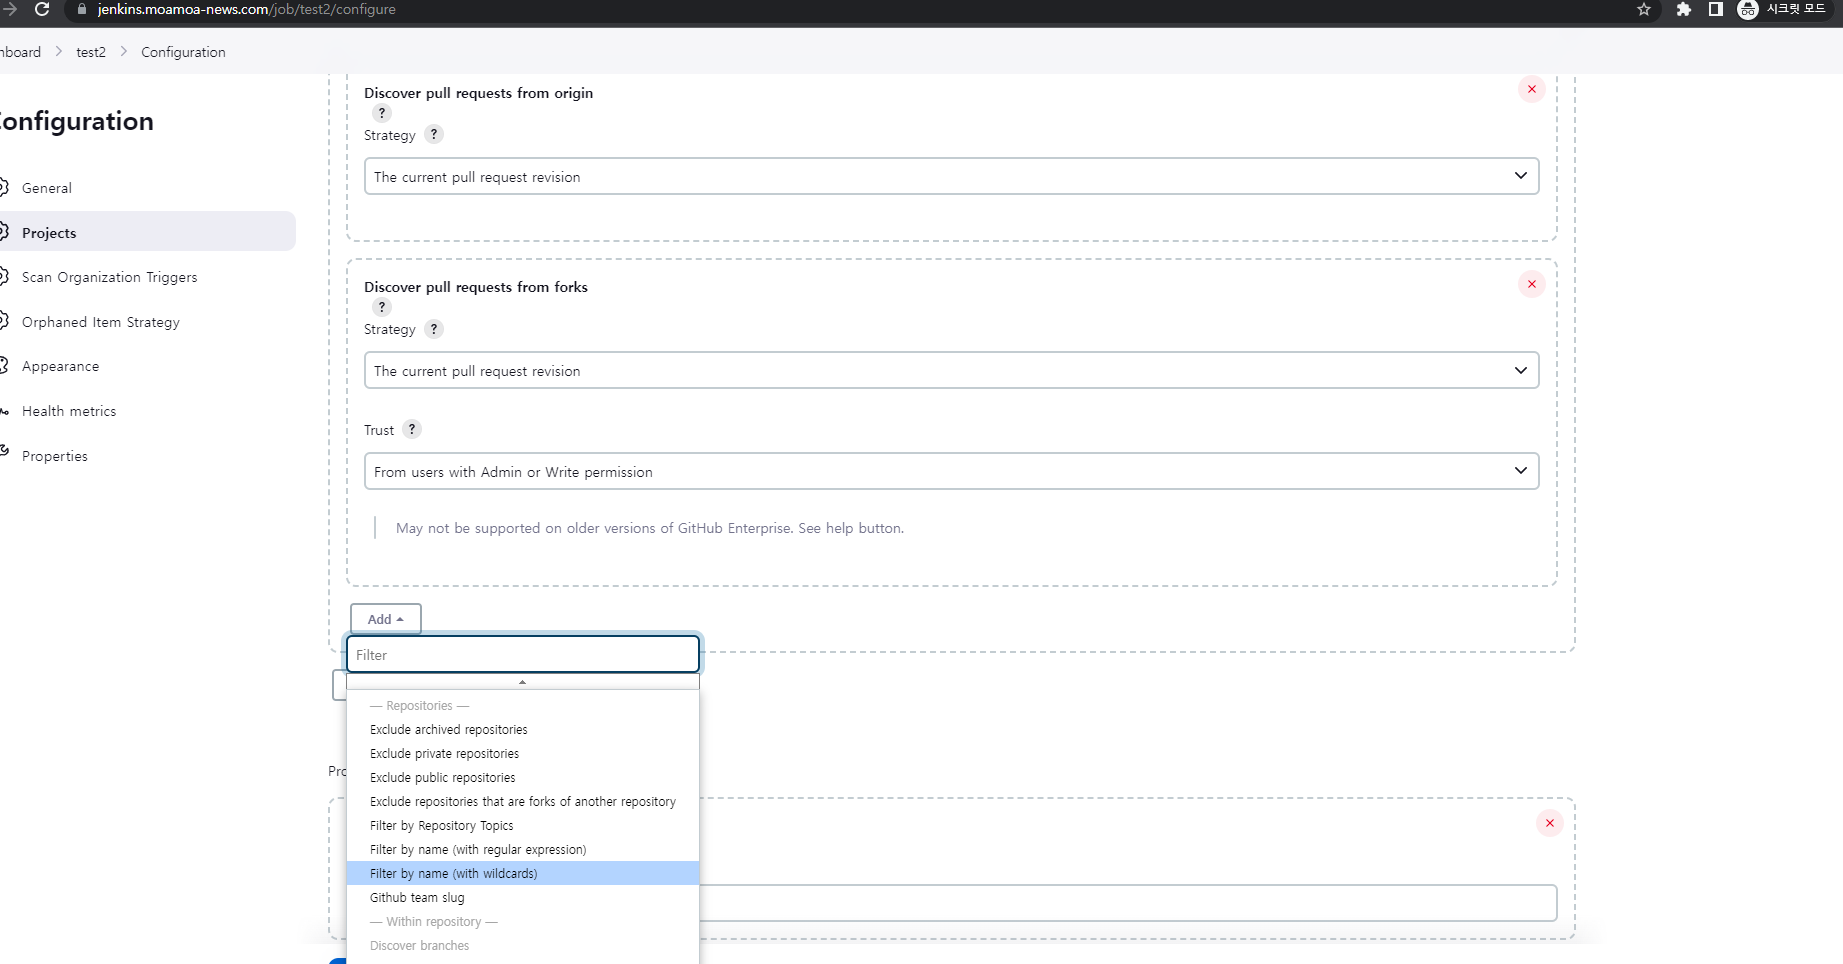 jenkins.moamoa-news.com/job/test2/configure
시크릿 모드
nboard > test2 > Configuration
onfiguration
General
Projects
Scan Organization Triggers
Orphaned Item Strategy
Appearance
Health metrics
Properties
Discover pull requests from origin
?
Strategy ?
The current pull request revision
Discover pull requests from forks
?
Strategy ?
The current pull request revision
Trust ?
From users with Admin or Write permission
May not be supported on older versions of GitHub Enterprise. See help button.
Add
Filter
— Repositories —
Exclude archived repositories
Exclude private repositories
Exclude public repositories
Exclude repositories that are forks of another repository
Filter by Repository Topics
Filter by name (with regular expression)
Filter by name (with wildcards)
Github team slug
— Within repository —
Discover branches
Pro